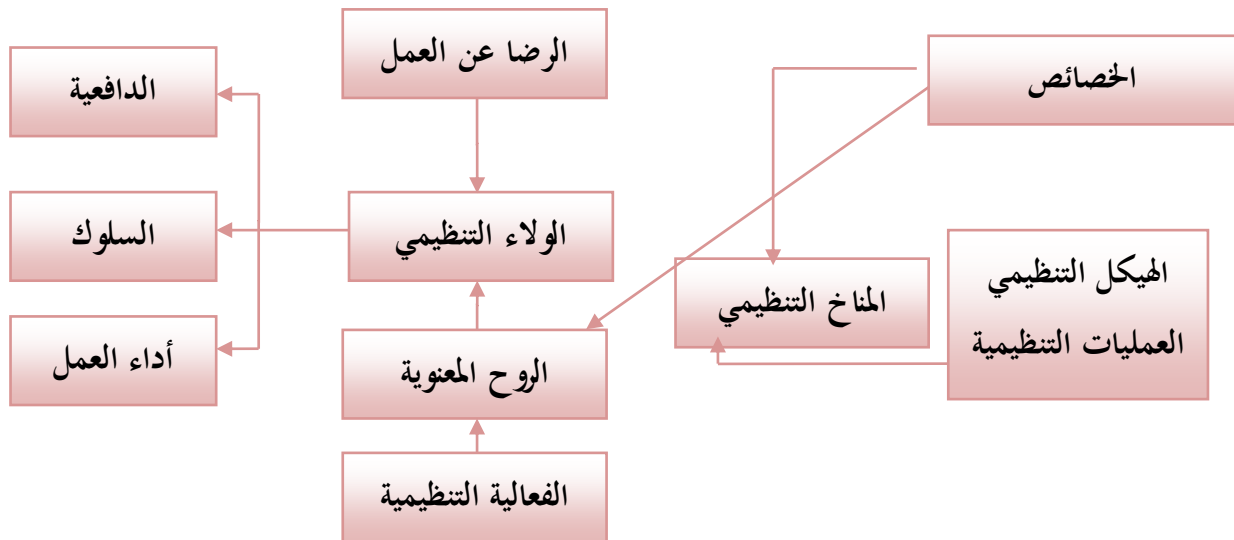 الخصائص
الرضا عن العمل
الدافعية
الهيكل التنظيمي
العمليات التنظيمية
المناخ التنظيمي
الولاء التنظيمي
السلوك
الروح المعنوية
أداء العمل
الفعالية التنظيمية